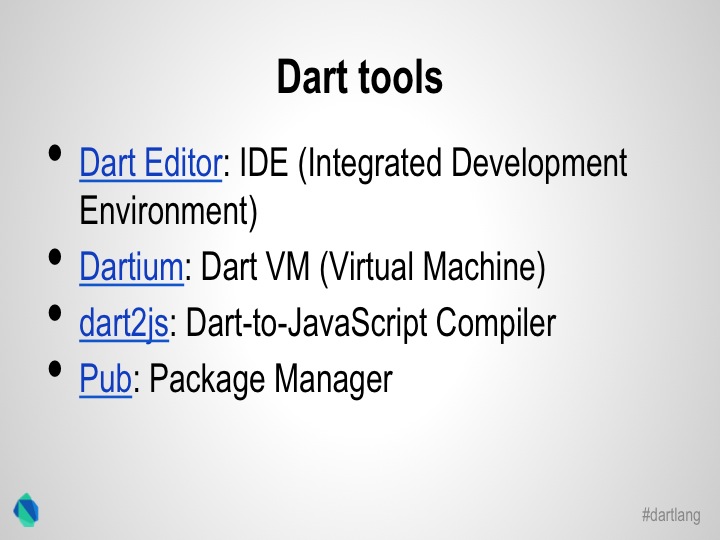 Dart tools
• Dart Editor: IDE (Integrated Development
Environment)
• Dartium: Dart VM (Virtual Machine)
• dart2js: Dart-to-JavaScript Compiler
• Pub: Package Manager
#dartlang